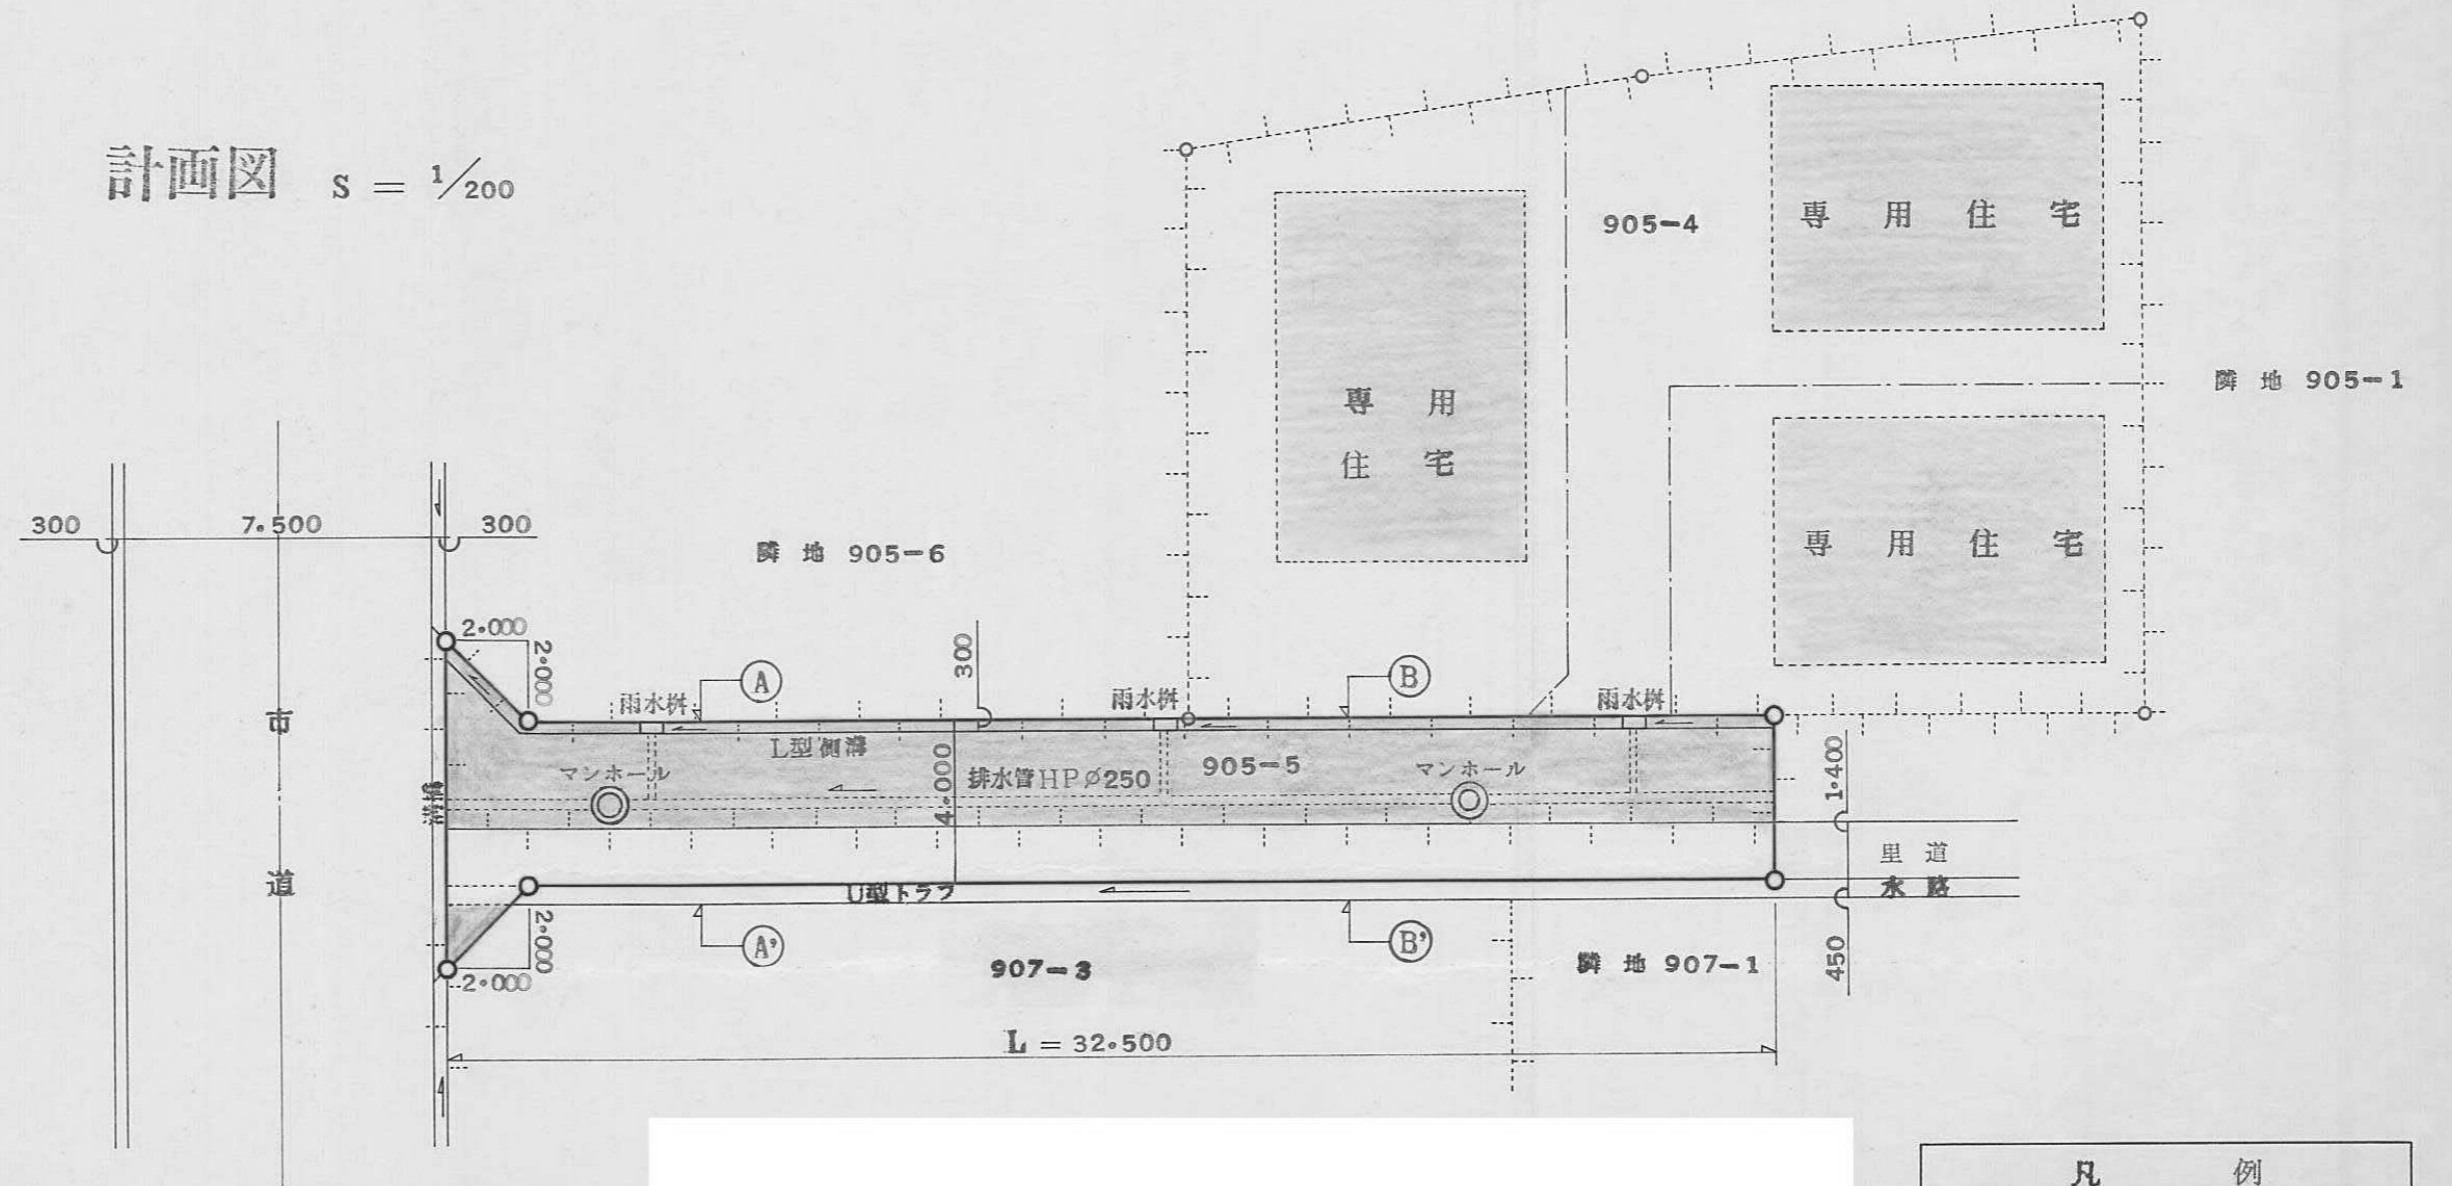 計画図 S = 1/200
905-4
専用住宅
専用
住宅
隣地 905-1
専用住宅
300
7.500
300
隣地 905-6
2.000
2.000
300
A
B
雨水桝
雨水桝
雨水桝
L型側溝
マンホール
4.000
排水管HPØ250
905-5
マンホール
1.400
市道
里道
水路
U型トラフ
2.000
2.000
A'
B'
907-3
隣地 907-1
450
L = 32.500
凡例